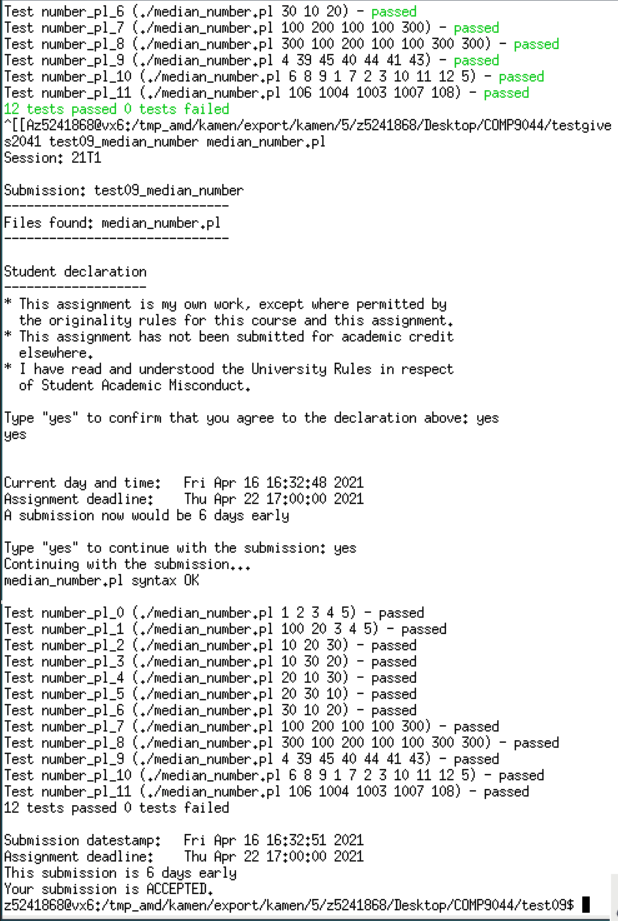 Test number_pl_6 (./median_number.pl 30 10 20) - passed
Test number_pl_7 (./median_number.pl 100 200 100 100 300) - passed
Test number_pl_8 (./median_number.pl 300 100 200 100 100 300 300) - passed
Test number_pl_9 (./median_number.pl 4 39 45 40 44 41 43) - passed
Test number_pl_10 (./median_number.pl 6 8 9 1 7 2 3 10 11 12 5) - passed
Test number_pl_11 (./median_number.pl 106 1004 1003 1007 108) - passed
12 tests passed 0 tests failed
^[[Az5241868@vx6:/tmp_amd/kamen/export/kamen/5/z5241868/Desktop/COMP9044/testgive
s2041 test09_median_number median_number.pl
Session: 21T1

Submission: test09_median_number
------------------------------
Files found: median_number.pl
------------------------------

Student declaration
-------------------
* This assignment is my own work, except where permitted by
  the originality rules for this course and this assignment.
* This assignment has not been submitted for academic credit
  elsewhere.
* I have read and understood the University Rules in respect
  of Student Academic Misconduct.

Type "yes" to confirm that you agree to the declaration above: yes
yes

Current day and time:   Fri Apr 16 16:32:48 2021
Assignment deadline:    Thu Apr 22 17:00:00 2021
A submission now would be 6 days early

Type "yes" to continue with the submission: yes
Continuing with the submission...
median_number.pl syntax OK

Test number_pl_0 (./median_number.pl 1 2 3 4 5) - passed
Test number_pl_1 (./median_number.pl 100 20 3 4 5) - passed
Test number_pl_2 (./median_number.pl 10 20 30) - passed
Test number_pl_3 (./median_number.pl 10 30 20) - passed
Test number_pl_4 (./median_number.pl 20 10 30) - passed
Test number_pl_5 (./median_number.pl 20 30 10) - passed
Test number_pl_6 (./median_number.pl 30 10 20) - passed
Test number_pl_7 (./median_number.pl 100 200 100 100 300) - passed
Test number_pl_8 (./median_number.pl 300 100 200 100 100 300 300) - passed
Test number_pl_9 (./median_number.pl 4 39 45 40 44 41 43) - passed
Test number_pl_10 (./median_number.pl 6 8 9 1 7 2 3 10 11 12 5) - passed
Test number_pl_11 (./median_number.pl 106 1004 1003 1007 108) - passed
12 tests passed 0 tests failed

Submission datestamp:   Fri Apr 16 16:32:51 2021
Assignment deadline:    Thu Apr 22 17:00:00 2021
This submission is 6 days early
Your submission is ACCEPTED.
z5241868@vx6:/tmp_amd/kamen/export/kamen/5/z5241868/Desktop/COMP9044/test09$